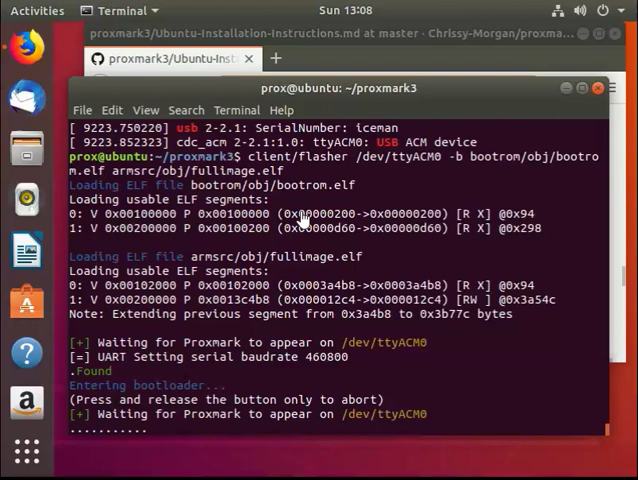 Activities
Terminal
Sun 13:08
proxmark3/Ubuntu-Installation-Instructions.md at master · Chrissy-Morgan/proxma...
proxmark3/Ubuntu-Inst
prox@ubuntu: ~/proxmark3
File Edit View Search Terminal Help
[ 9223.750220] usb 2-2.1: SerialNumber: iceman
[ 9223.852323] cdc_acm 2-2.1:1.0: ttyACM0: USB ACM device
prox@ubuntu:~/proxmark3$ client/flasher /dev/ttyACM0 -b bootrom/obj/bootro
m.elf armsrc/obj/fullimage.elf
Loading ELF file bootrom/obj/bootrom.elf
Loading usable ELF segments:
0: V 0x00100000 P 0x00100000 (0x00000200->0x00000200) [R X] @0x94
1: V 0x00200000 P 0x00100200 (0x00000d60->0x00000d60) [R X] @0x298
Loading ELF file armsrc/obj/fullimage.elf
Loading usable ELF segments:
0: V 0x00102000 P 0x00102000 (0x0003a4b8->0x0003a4b8) [R X] @0x94
1: V 0x00200000 P 0x0013c4b8 (0x000012c4->0x000012c4) [RW ] @0x3a54c
Note: Extending previous segment from 0x3a4b8 to 0x3b77c bytes
[+] Waiting for Proxmark to appear on /dev/ttyACM0
[=] UART Setting serial baudrate 460800
.Found
Entering bootloader...
(Press and release the button only to abort)
[+] Waiting for Proxmark to appear on /dev/ttyACM0
...........